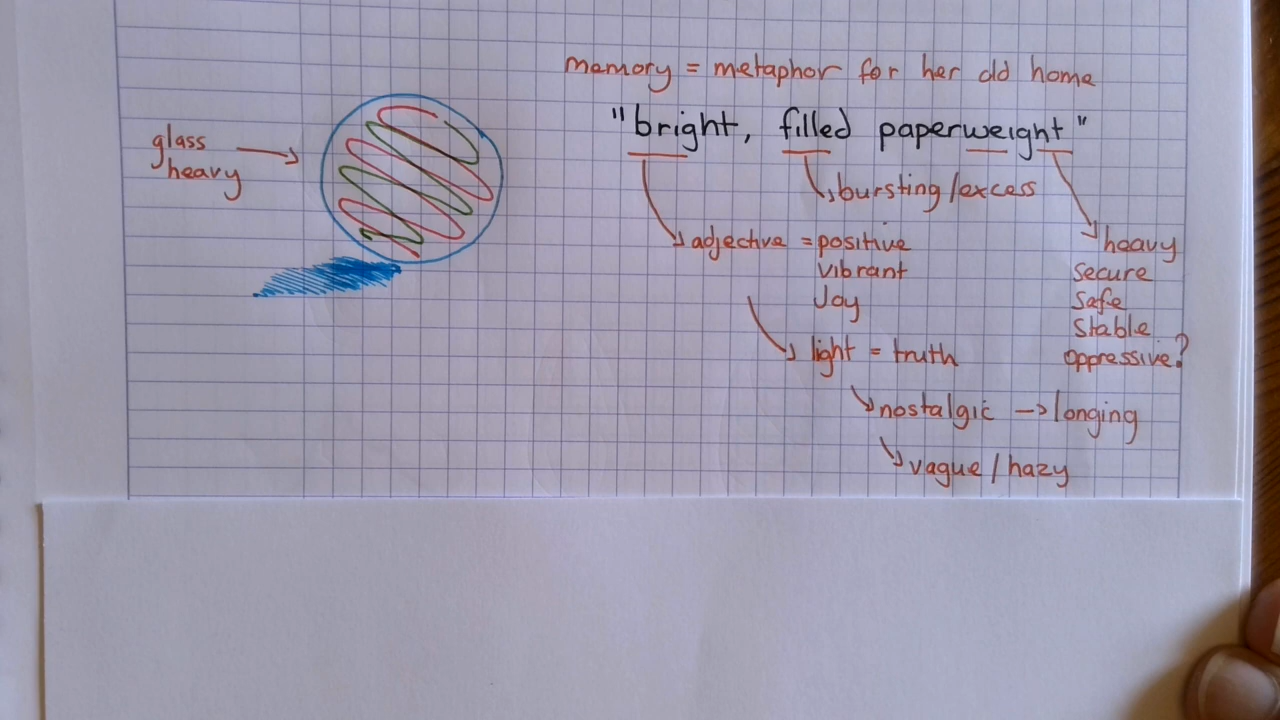 memory = metaphor for her old home
"bright, filled paperweight"
glass
heavy
bursting/excess
adjective = positive
vibrant
Joy
heavy
secure
safe
stable
oppressive?
light = truth
nostalgic → longing
vague/hazy